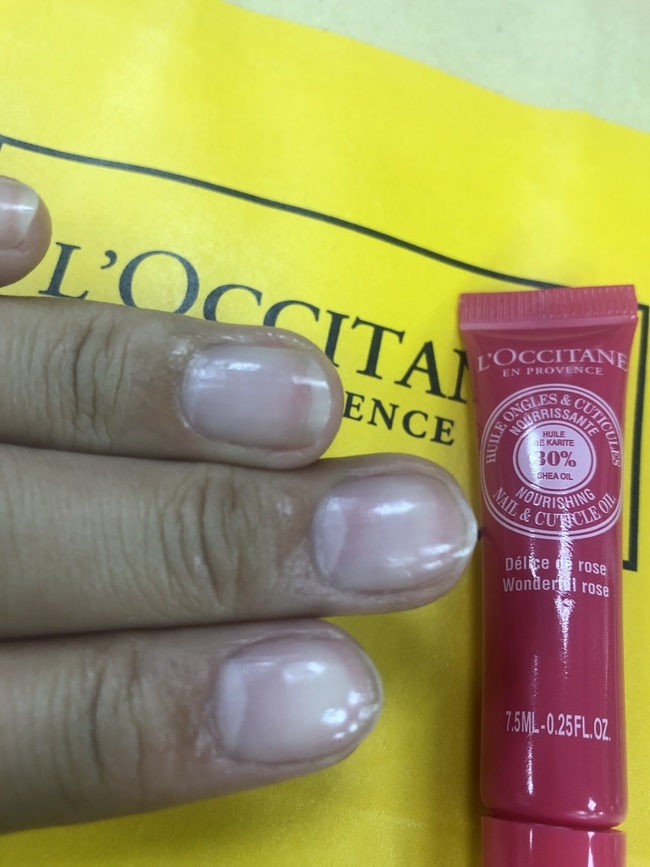 L'OCCITAN
ENCE
L'OCCITANE
EN PROVENCE
HUILE ONGLES & CUTICULES
NOURRISSANTE
HUILE
DE KARITE
30%
SHEA OIL
NOURISHING
NAIL & CUTICLE OIL
Délice de rose
Wonderful rose
7.5ML-0.25FL.OZ.